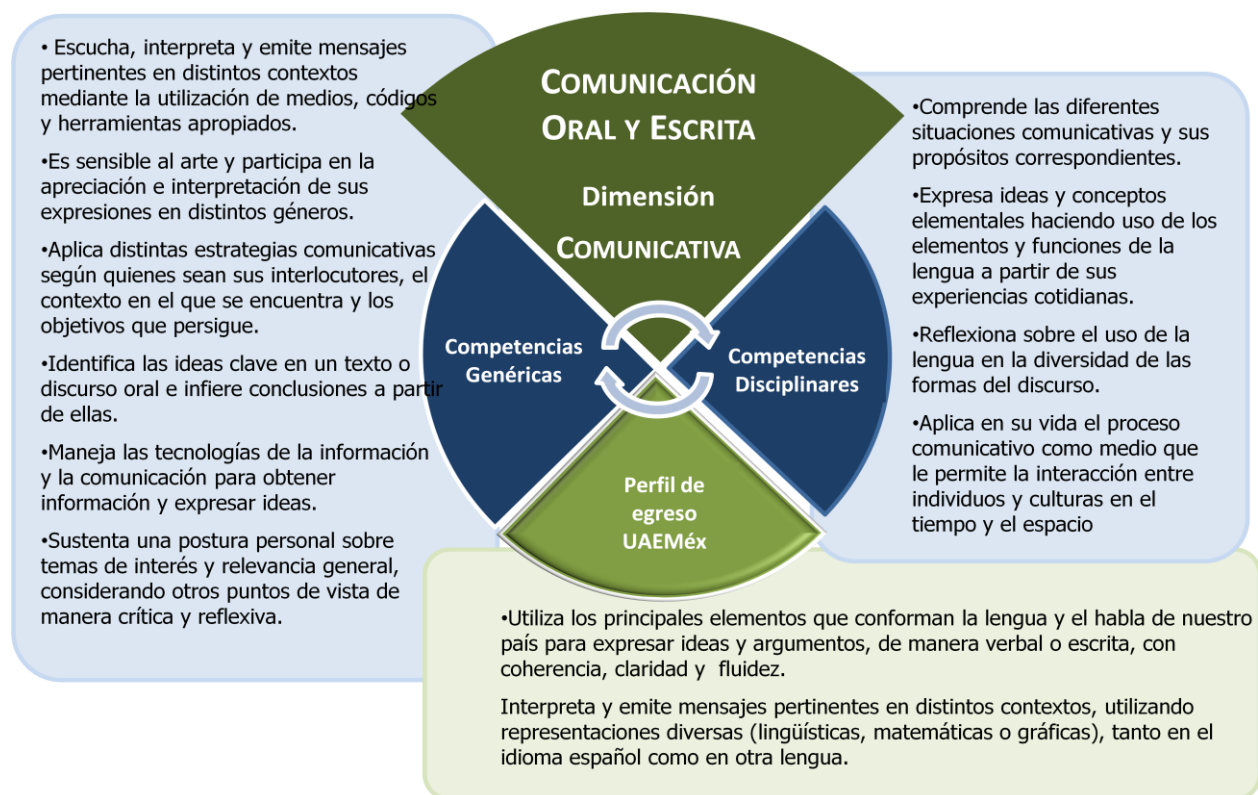 • Escucha, interpreta y emite mensajes
pertinentes en distintos contextos
mediante la utilización de medios, códigos
y herramientas apropiados.
•Es sensible al arte y participa en la
apreciación e interpretación de sus
expresiones en distintos géneros.
•Aplica distintas estrategias comunicativas
según quienes sean sus interlocutores, el
contexto en el que se encuentra y los
objetivos que persigue.
•Identifica las ideas clave en un texto o
discurso oral e infiere conclusiones a partir
de ellas.
•Maneja las tecnologías de la información
y la comunicación para obtener
información y expresar ideas.
•Sustenta una postura personal sobre
temas de interés y relevancia general,
considerando otros puntos de vista de
manera crítica y reflexiva.
COMUNICACIÓN
ORAL Y ESCRITA
Dimensión
COMUNICATIVA
Competencias
Genéricas
Competencias
Disciplinares
Perfil de
egreso
UAEMéx
•Comprende las diferentes
situaciones comunicativas y sus
propósitos correspondientes.
•Expresa ideas y conceptos
elementales haciendo uso de los
elementos y funciones de la
lengua a partir de sus
experiencias cotidianas.
•Reflexiona sobre el uso de la
lengua en la diversidad de las
formas del discurso.
•Aplica en su vida el proceso
comunicativo como medio que
le permite la interacción entre
individuos y culturas en el
tiempo y el espacio
•Utiliza los principales elementos que conforman la lengua y el habla de nuestro
país para expresar ideas y argumentos, de manera verbal o escrita, con
coherencia, claridad y fluidez.
Interpreta y emite mensajes pertinentes en distintos contextos, utilizando
representaciones diversas (lingüísticas, matemáticas o gráficas), tanto en el
idioma español como en otra lengua.